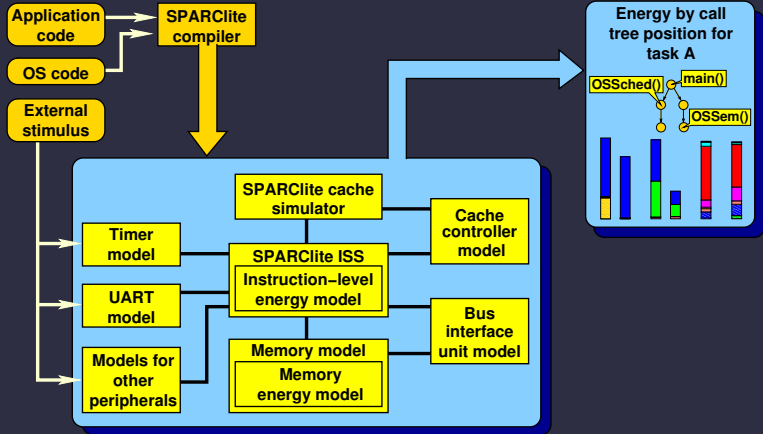 Application
code
SPARClite
compiler
OS code
External
stimulus
Energy by call
tree position for
task A
OSSched()
main()
OSSem()
SPARClite cache
simulator
Cache
controller
model
Timer
model
SPARClite ISS
Instruction−level
energy model
UART
model
Bus
interface
unit model
Models for
other
peripherals
Memory model
Memory
energy model